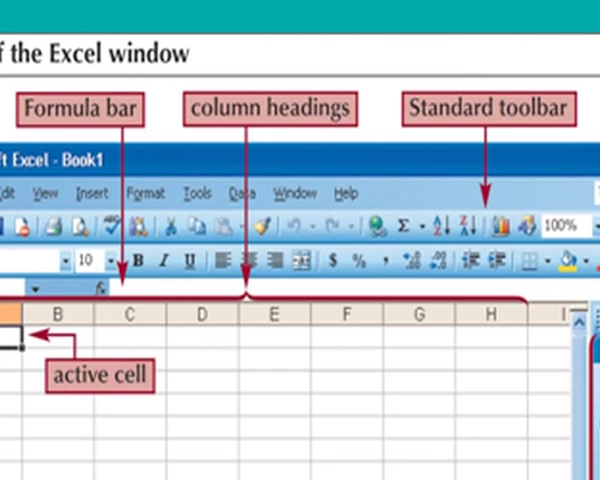 f the Excel window
Formula bar column headings Standard toolbar
ft Excel - Book1
dit View Insert Format Tools Data Window Help
Σ 100%
10 B I U $ % ,
fx
B C D E F G H I
active cell